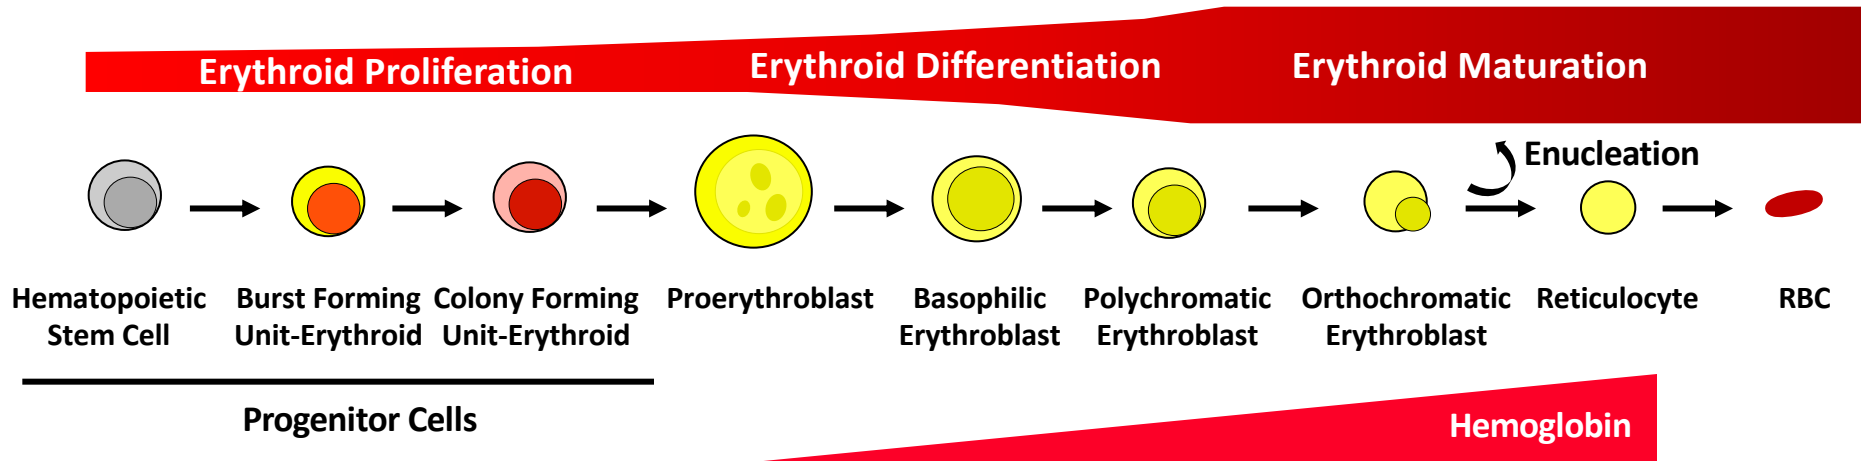 Erythroid Proliferation
Erythroid Differentiation
Erythroid Maturation
Enucleation
Hematopoietic
Stem Cell
Burst Forming
Unit-Erythroid
Colony Forming
Unit-Erythroid
Proerythroblast
Basophilic
Erythroblast
Polychromatic
Erythroblast
Orthochromatic
Erythroblast
Reticulocyte
RBC
Progenitor Cells
Hemoglobin